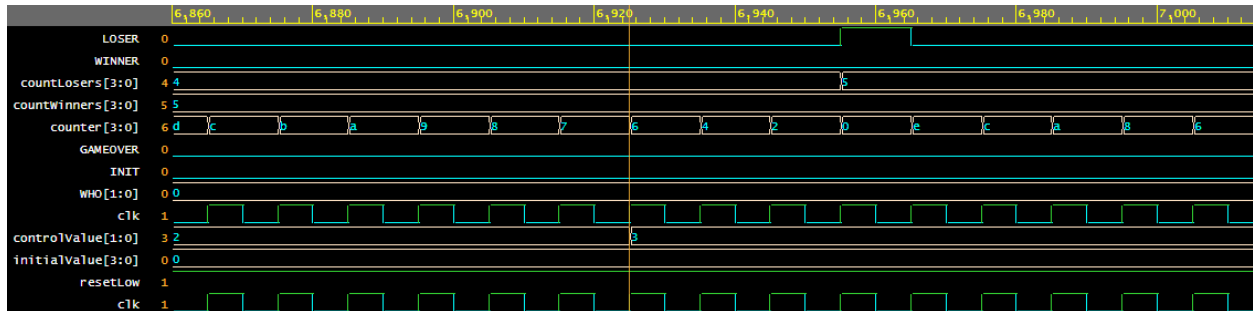 6,860 6,880 6,900 6,920 6,940 6,960 6,980 7,000
LOSER 0
WINNER 0
countLosers[3:0] 4 4 5
countWinners[3:0] 5 5
counter[3:0] 6 d c b a 9 8 7 6 4 2 0 e c a 8 6
GAMEOVER 0
INIT 0
WHO[1:0] 0 0
clk 1
controlValue[1:0] 3 2 3
initialValue[3:0] 0 0
resetLow 1
clk 1